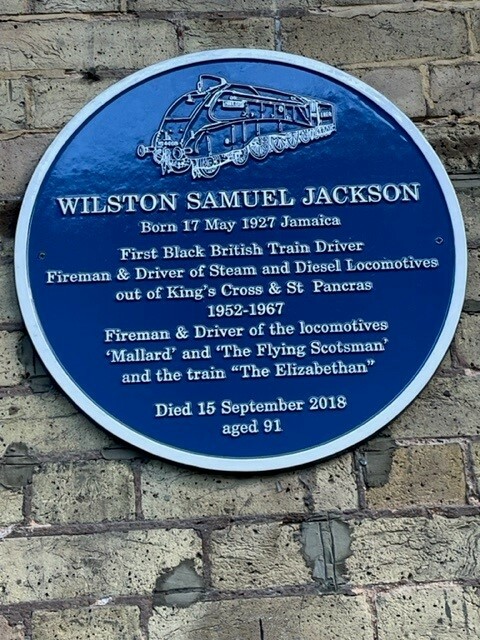 WILSTON SAMUEL JACKSON
Born 17 May 1927 Jamaica
First Black British Train Driver
Fireman & Driver of Steam and Diesel Locomotives
out of King's Cross & St Pancras
1952-1967
Fireman & Driver of the locomotives
'Mallard' and 'The Flying Scotsman'
and the train "The Elizabethan"
Died 15 September 2018
aged 91